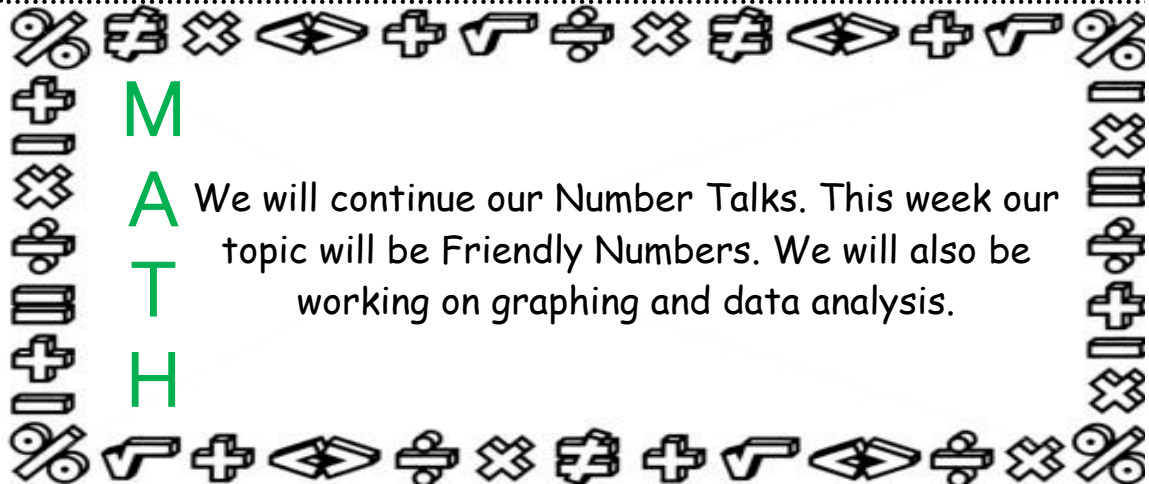 MATH
We will continue our Number Talks. This week our
topic will be Friendly Numbers. We will also be
working on graphing and data analysis.